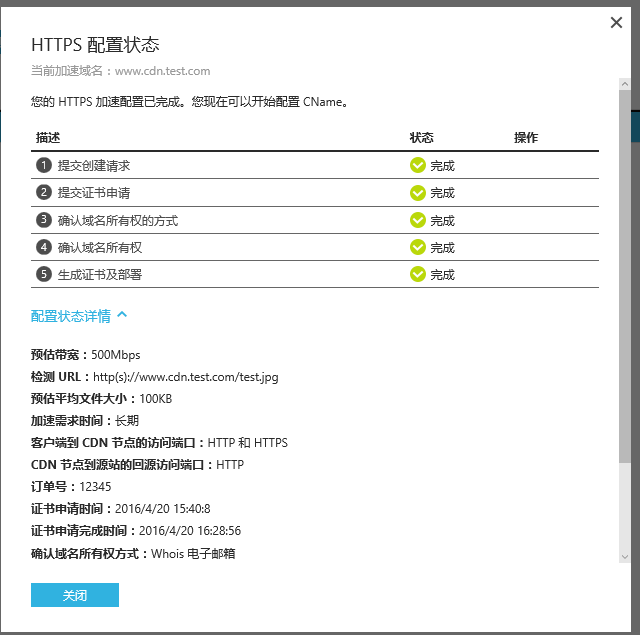 HTTPS 配置状态
当前加速域名：www.cdn.test.com
您的 HTTPS 加速配置已完成。您现在可以开始配置 CName。
描述 状态 操作
1 提交创建请求 完成
2 提交证书申请 完成
3 确认域名所有权的方式 完成
4 确认域名所有权 完成
5 生成证书及部署 完成
配置状态详情
预估带宽：500Mbps
检测 URL：http(s)://www.cdn.test.com/test.jpg
预估平均文件大小：100KB
加速需求时间：长期
客户端到 CDN 节点的访问端口：HTTP 和 HTTPS
CDN 节点到源站的回源访问端口：HTTP
订单号：12345
证书申请时间：2016/4/20 15:40:8
证书申请完成时间：2016/4/20 16:28:56
确认域名所有权方式：Whois 电子邮箱
关闭